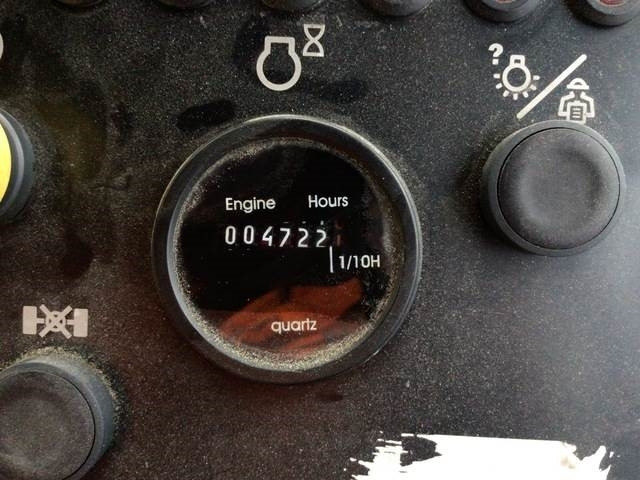 ?
Engine Hours
004722
1/10H
quartz